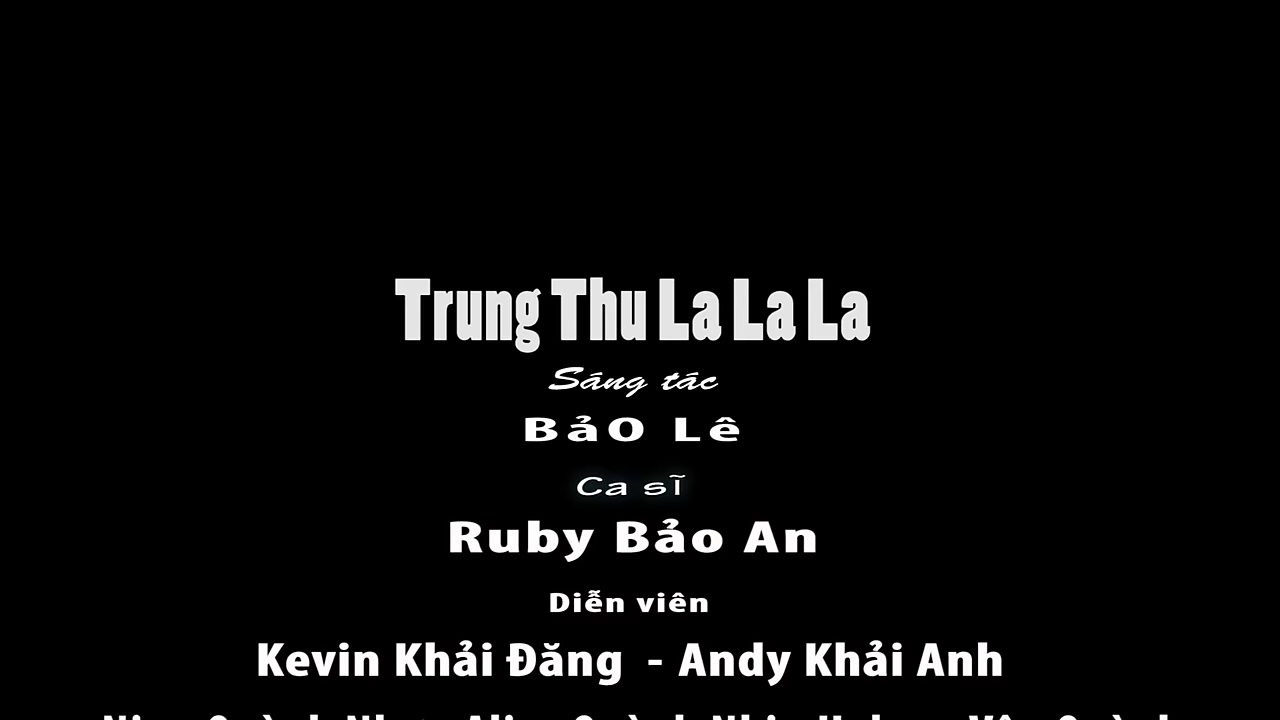 Trung Thu La La La
Sáng tác
BảO Lê
Ca sĩ
Ruby Bảo An
Diễn viên
Kevin Khải Đăng - Andy Khải Anh